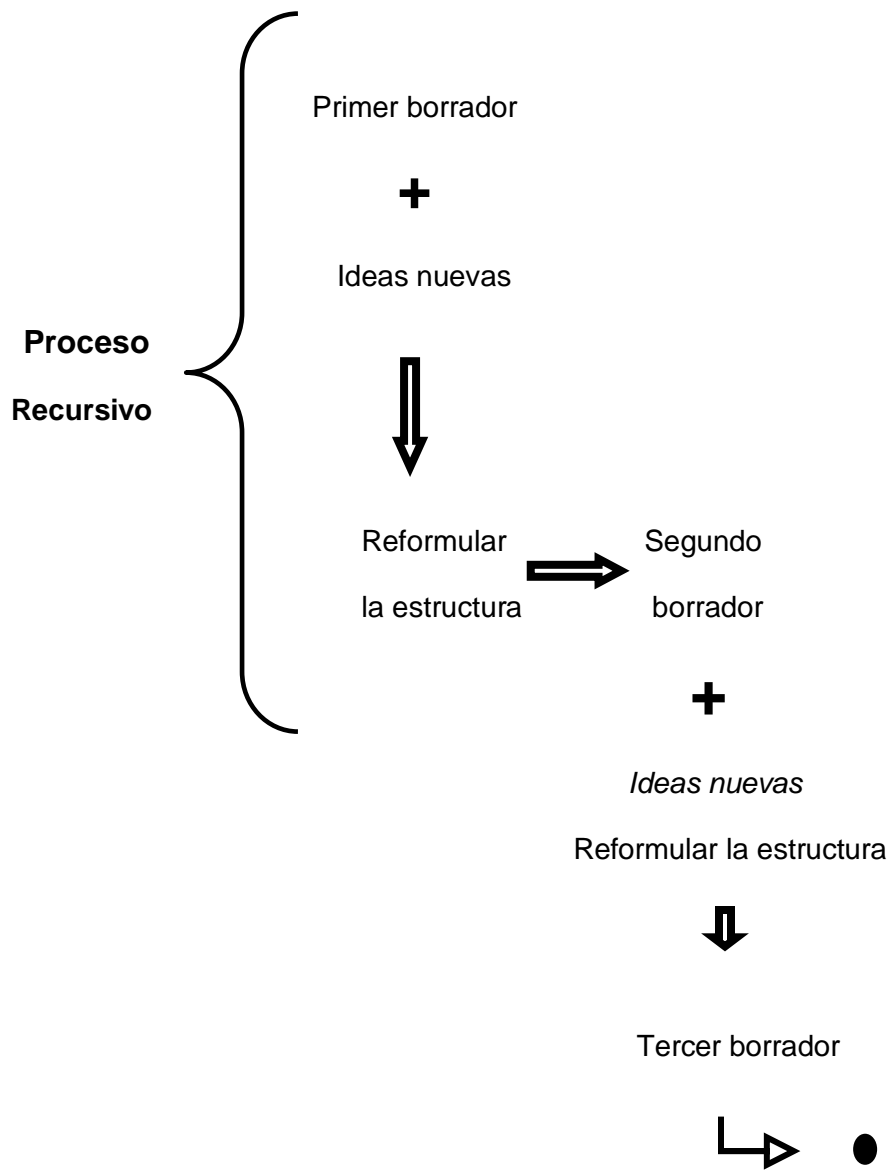 Primer borrador
+
Ideas nuevas
Proceso
Recursivo
Reformular
la estructura
Segundo
borrador
+
Ideas nuevas
Reformular la estructura
Tercer borrador